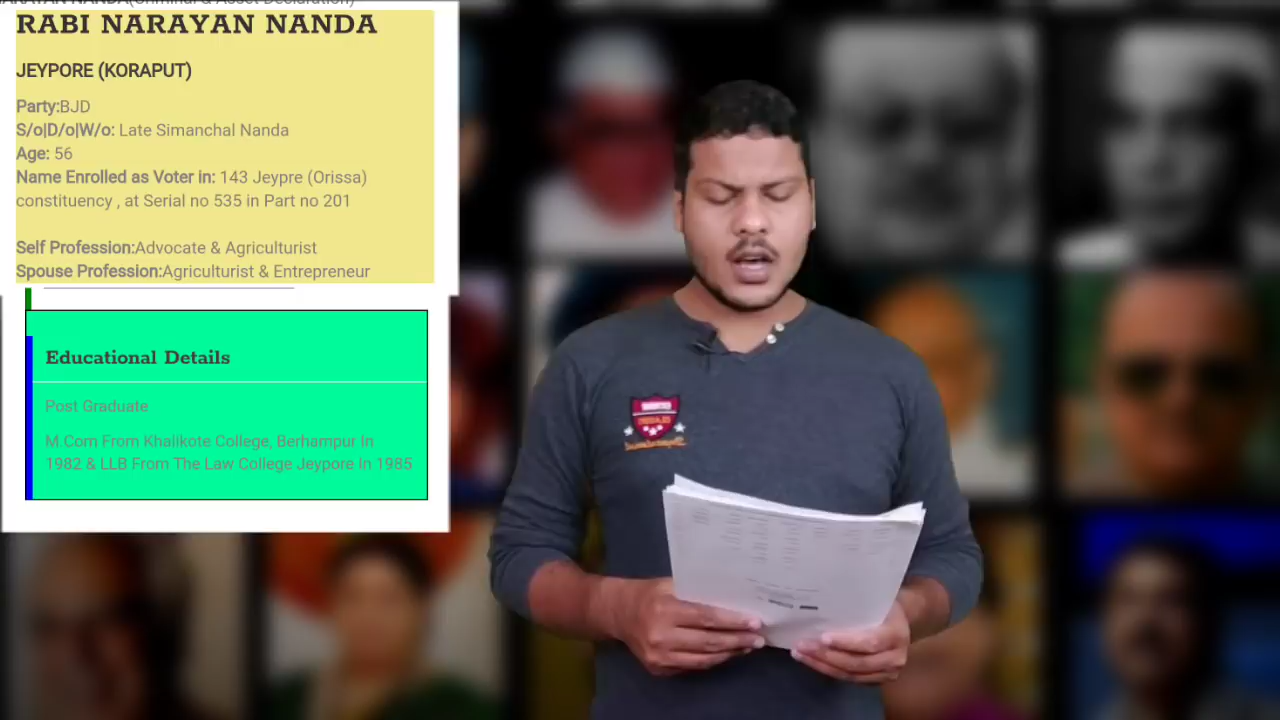 RABI NARAYAN NANDA
JEYPORE (KORAPUT)
Party:BJD
S/o|D/o|W/o: Late Simanchal Nanda
Age: 56
Name Enrolled as Voter in: 143 Jeypre (Orissa)
constituency , at Serial no 535 in Part no 201
Self Profession:Advocate & Agriculturist
Spouse Profession:Agriculturist & Entrepreneur
Educational Details
Post Graduate
M.Com From Khalikote College, Berhampur In
1982 & LLB From The Law College Jeypore In 1985